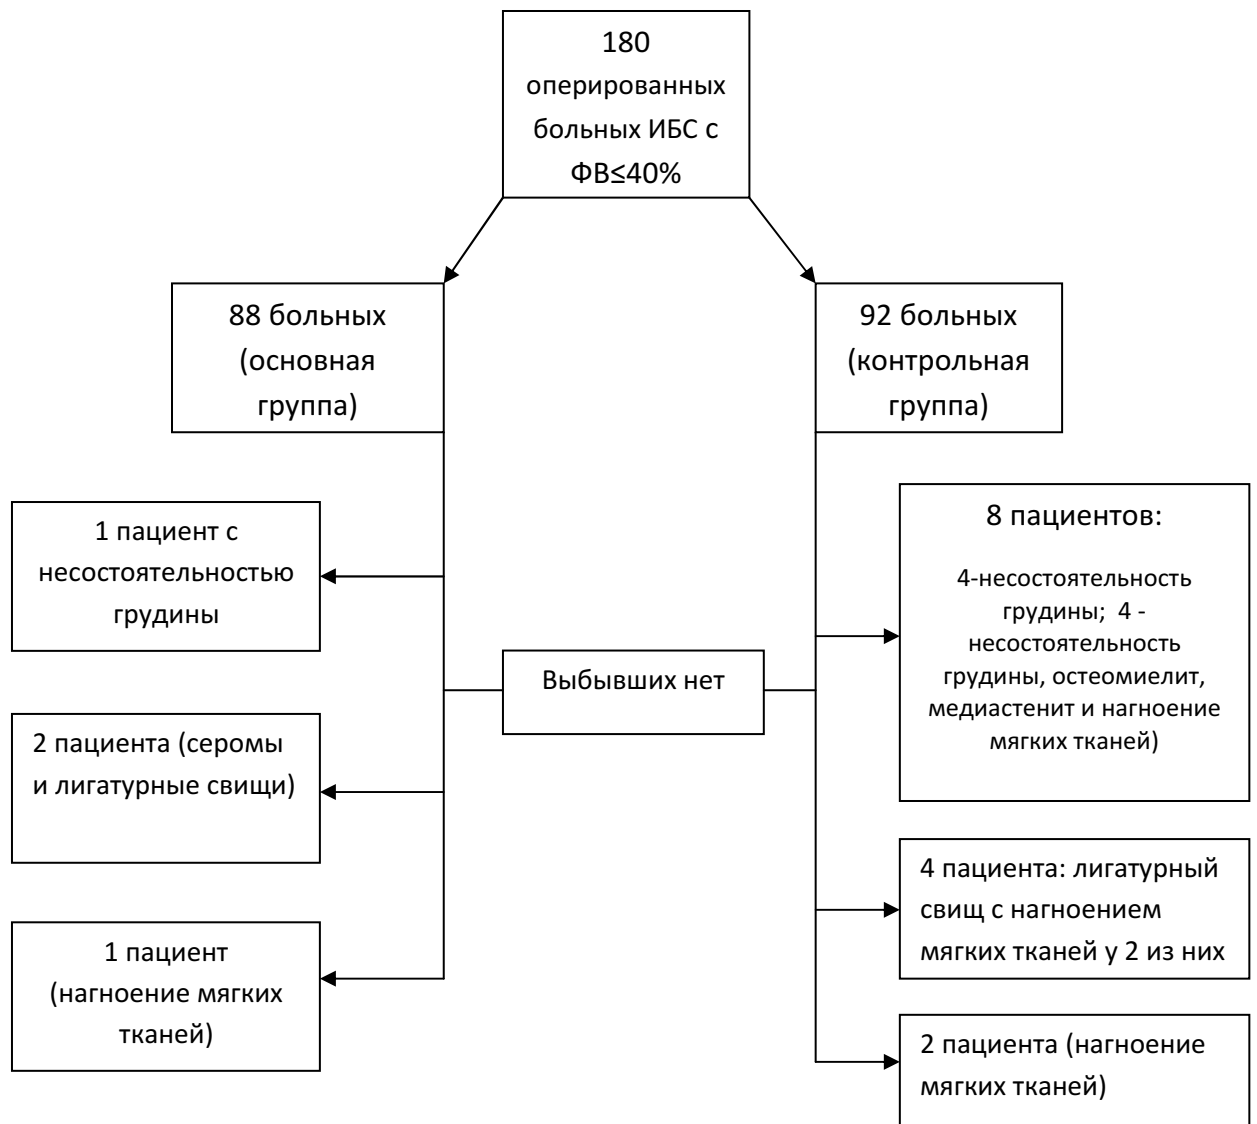 180
оперированных
больных ИБС с
ФВ≤40%
88 больных
(основная
группа)
92 больных
(контрольная
группа)
1 пациент с
несостоятельностью
грудины
8 пациентов:
4-несостоятельность
грудины; 4 -
несостоятельность
грудины, остеомиелит,
медиастенит и нагноение
мягких тканей)
Выбывших нет
2 пациента (серомы
и лигатурные свищи)
4 пациента: лигатурный
свищ с нагноением
мягких тканей у 2 из них
1 пациент
(нагноение мягких
тканей)
2 пациента (нагноение
мягких тканей)